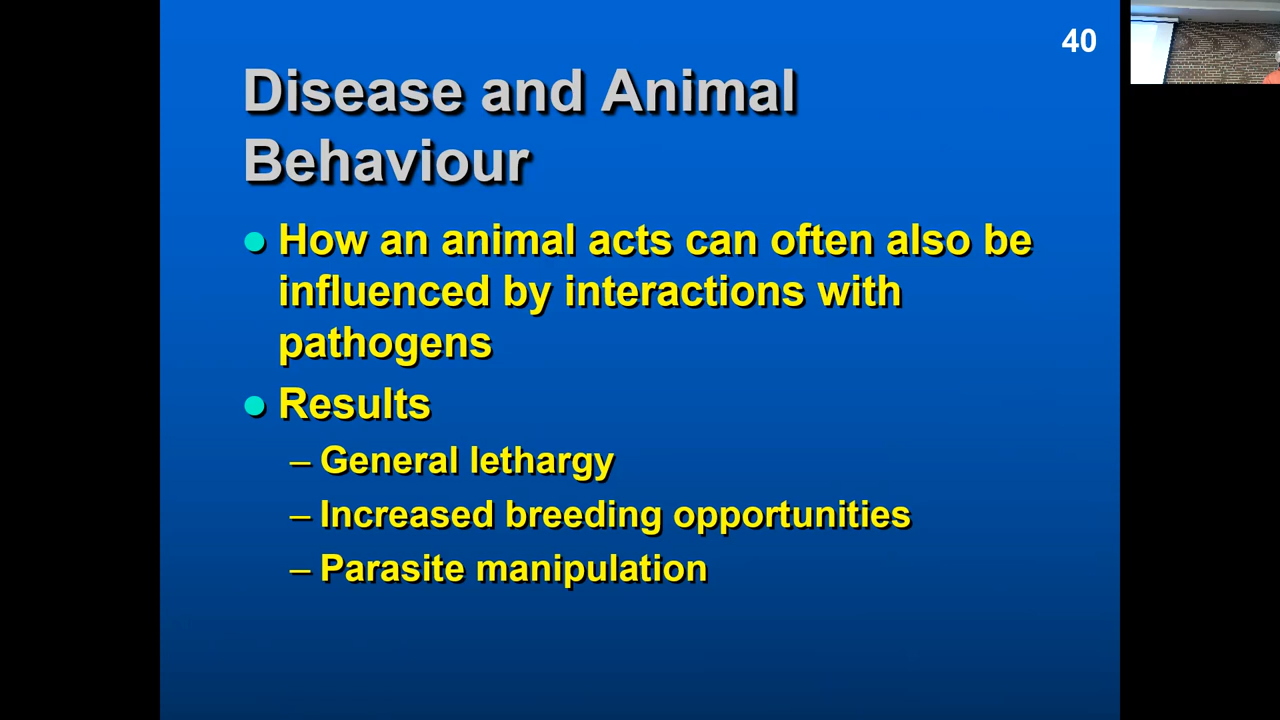 40
Disease and Animal
Behaviour
How an animal acts can often also be
influenced by interactions with
pathogens
Results
– General lethargy
– Increased breeding opportunities
– Parasite manipulation